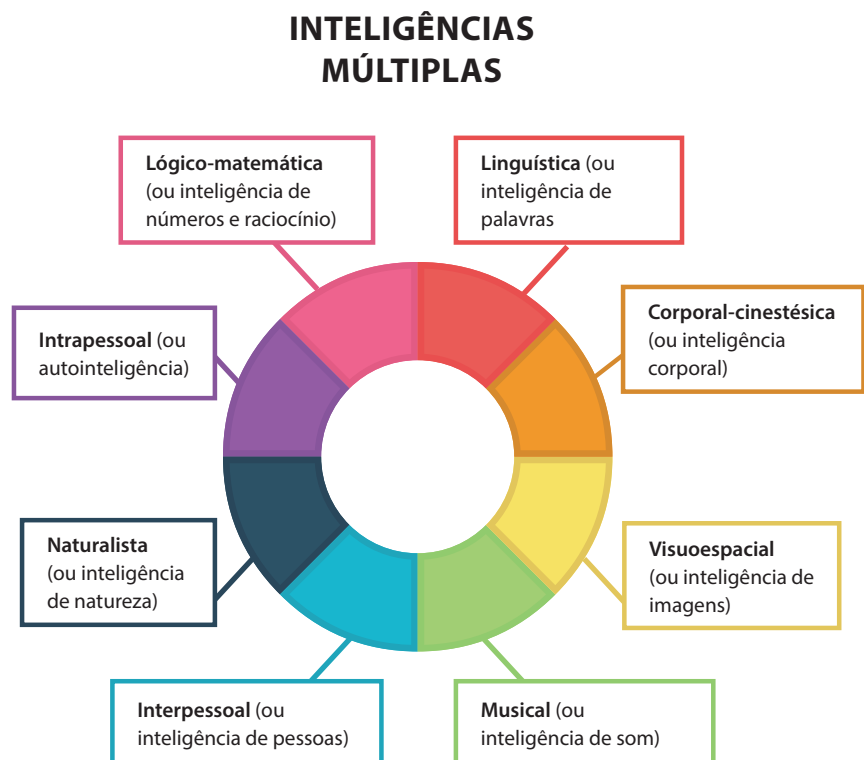 INTELIGÊNCIAS
MÚLTIPLAS
Lógico-matemática
(ou inteligência de
números e raciocínio)
Linguística (ou
inteligência de
palavras
Intrapessoal (ou
autointeligência)
Corporal-cinestésica
(ou inteligência
corporal)
Naturalista
(ou inteligência
de natureza)
Visuoespacial
(ou inteligência de
imagens)
Interpessoal (ou
inteligência de pessoas)
Musical (ou
inteligência de som)